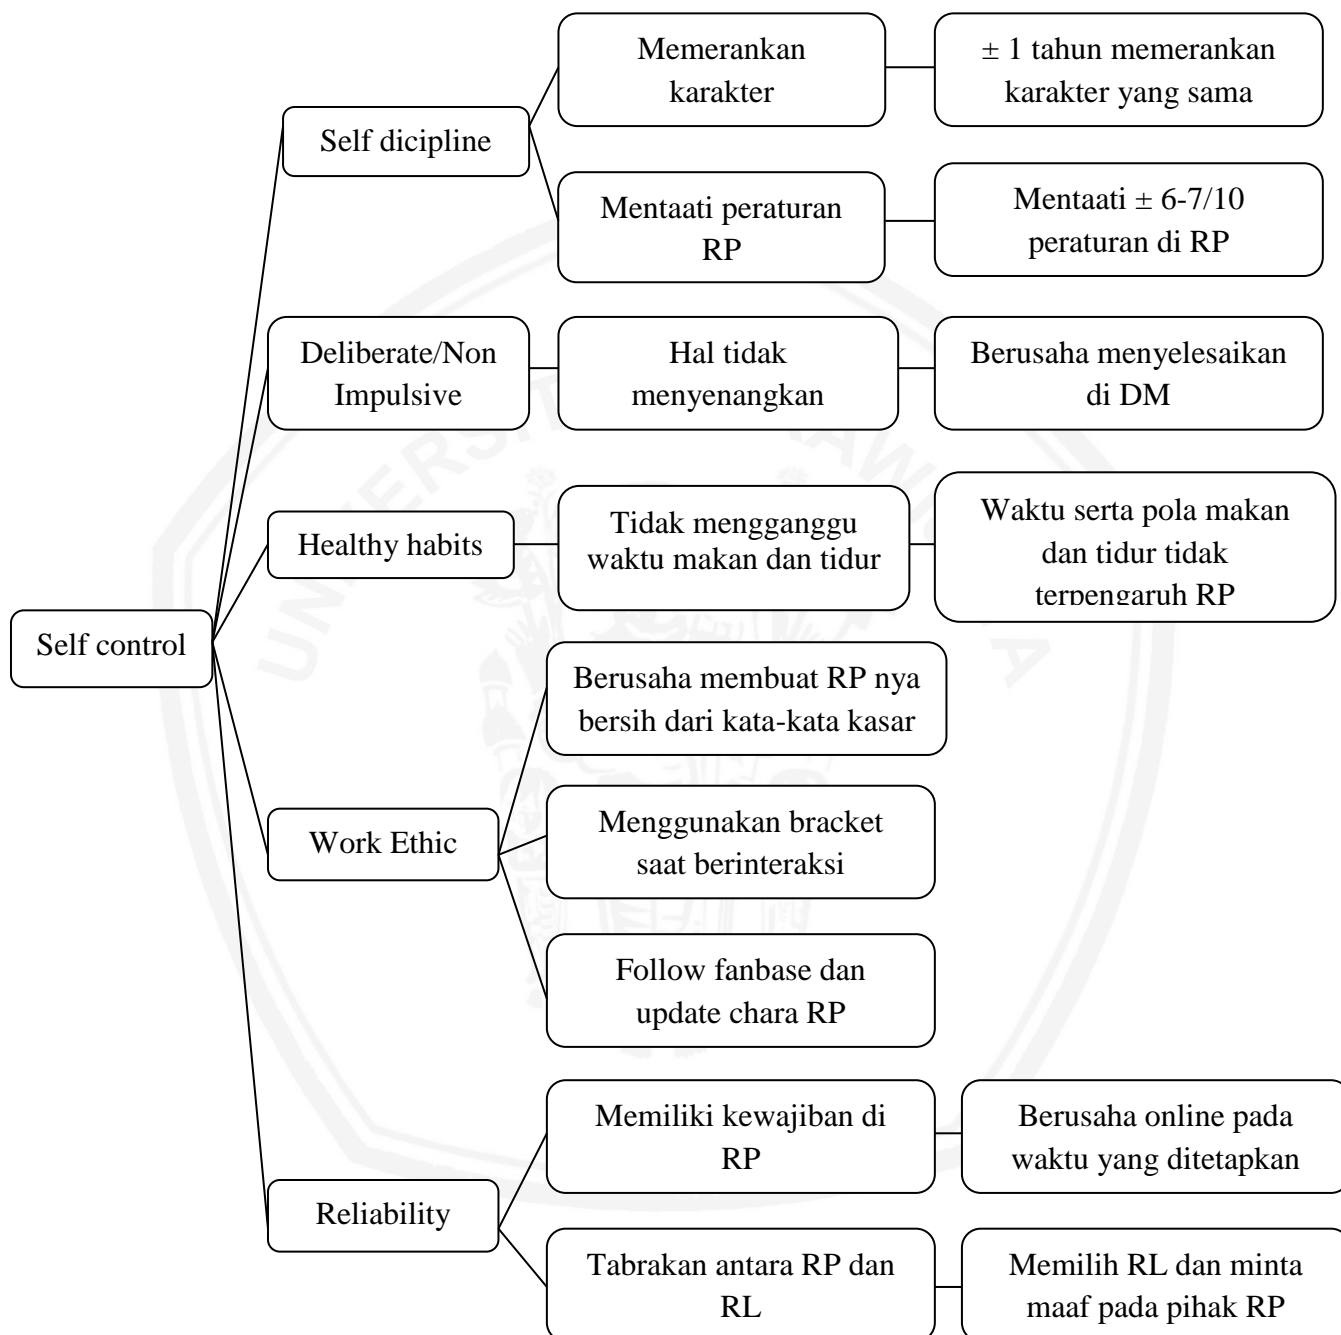 Memerankan
karakter
± 1 tahun memerankan
karakter yang sama
Self dicipline
Mentaati peraturan
RP
Mentaati ± 6-7/10
peraturan di RP
Deliberate/Non
Impulsive
Hal tidak
menyenangkan
Berusaha menyelesaikan
di DM
Healthy habits
Tidak mengganggu
waktu makan dan tidur
Waktu serta pola makan
dan tidur tidak
terpengaruh RP
Self control
Berusaha membuat RP nya
bersih dari kata-kata kasar
Work Ethic
Menggunakan bracket
saat berinteraksi
Follow fanbase dan
update chara RP
Memiliki kewajiban di
RP
Berusaha online pada
waktu yang ditetapkan
Reliability
Tabrakan antara RP dan
RL
Memilih RL dan minta
maaf pada pihak RP